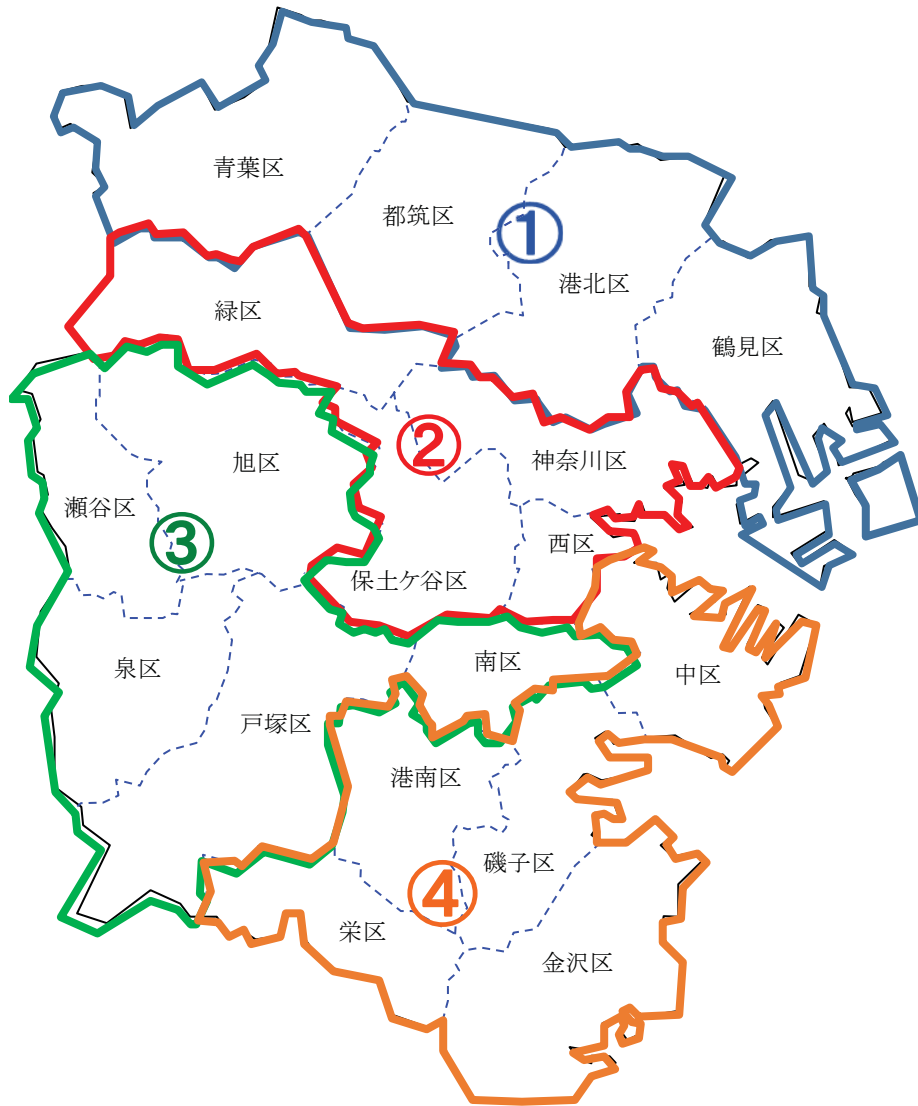 青葉区
都筑区
①
港北区
緑区
鶴見区
②
神奈川区
旭区
瀬谷区
③
西区
保土ケ谷区
南区
中区
泉区
戸塚区
港南区
磯子区
④
栄区
金沢区